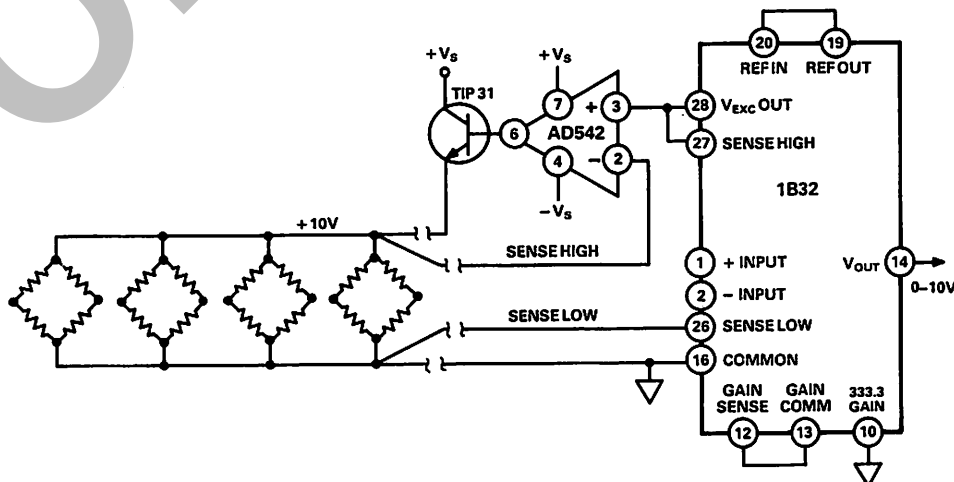 20 19
REF IN REF OUT
+VS +VS
TIP 31
7
+ 3
28 VEXC OUT
6 AD542
27 SENSE HIGH
4 − 2
1B32
−VS
+10V
SENSE HIGH
1 + INPUT
VOUT 14
2 − INPUT
0–10V
SENSE LOW
26 SENSE LOW
16 COMMON
GAIN SENSE
GAIN COMM
333.3 GAIN
12 13 10